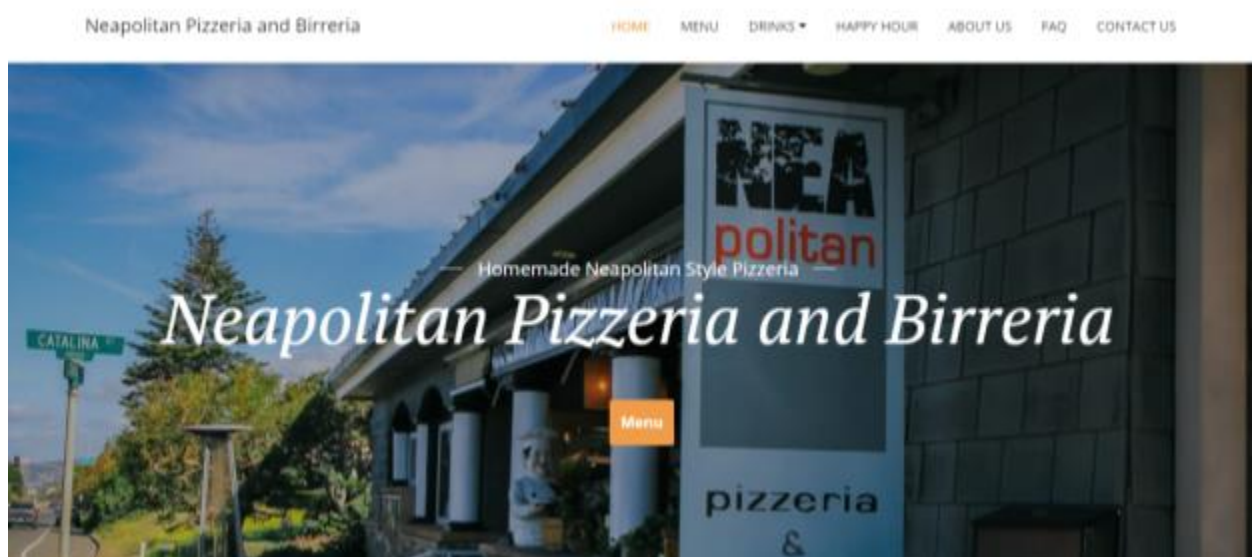 Neapolitan Pizzeria and Birreria
HOME MENU DRINKS HAPPY HOUR ABOUT US FAQ CONTACT US
NEA
politan
Homemade Neapolitan Style Pizzeria
Neapolitan Pizzeria and Birreria
CATALINA
Menu
pizzeria
&